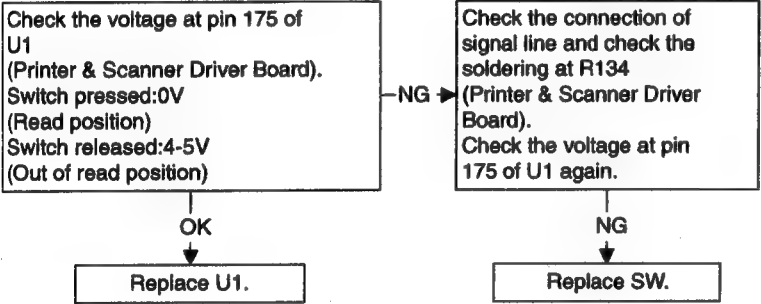 Check the voltage at pin 175 of
U1
(Printer & Scanner Driver Board).
Switch pressed:0V
(Read position)
Switch released:4-5V
(Out of read position)
NG
Check the connection of
signal line and check the
soldering at R134
(Printer & Scanner Driver
Board).
Check the voltage at pin
175 of U1 again.
OK
NG
Replace U1.
Replace SW.